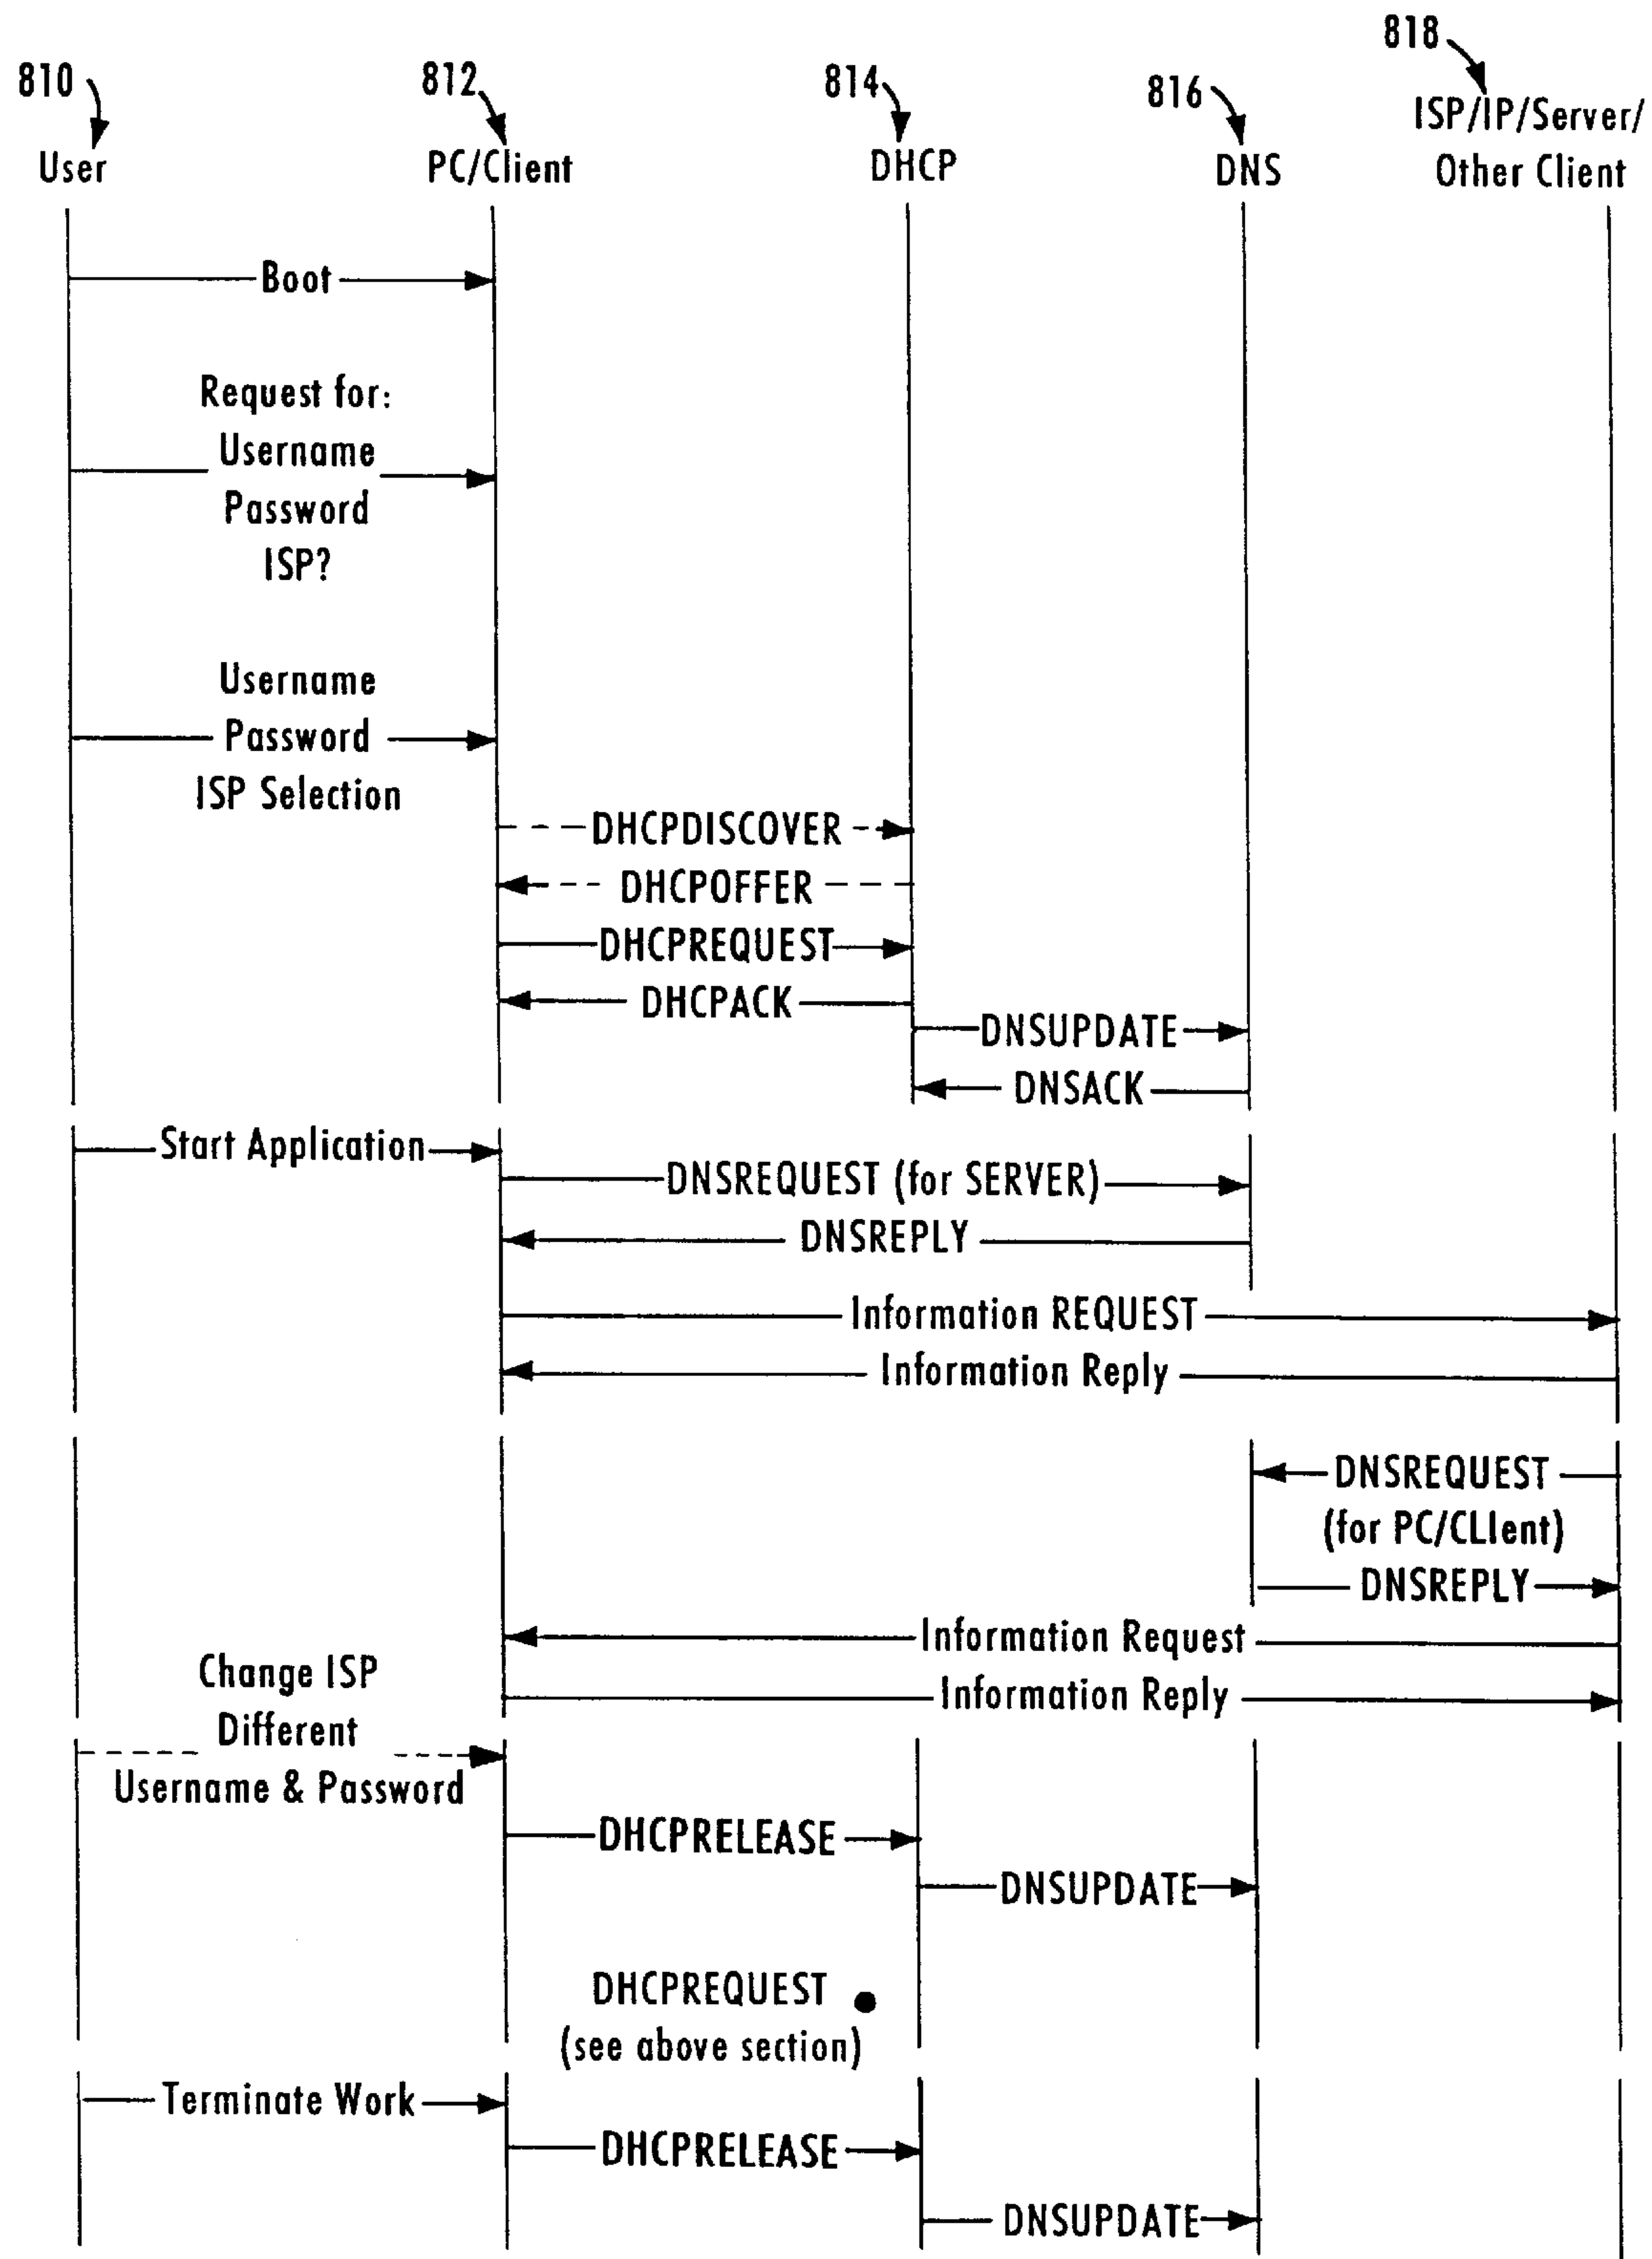 818
810
812
814
816
ISP/IP/Server/
Other Client
User
PC/Client
DHCP
DNS
Boot
Request for:
Username
Password
ISP?
Username
Password
ISP Selection
DHCPDISCOVER
DHCPOFFER
DHCPREQUEST
DHCPACK
DNSUPDATE
DNSACK
Start Application
DNSREQUEST (for SERVER)
DNSREPLY
Information REQUEST
Information Reply
DNSREQUEST
(for PC/CLIent)
DNSREPLY
Information Request
Information Reply
Change ISP
Different
Username & Password
DHCPRELEASE
DNSUPDATE
DHCPREQUEST
(see above section)
Terminate Work
DHCPRELEASE
DNSUPDATE